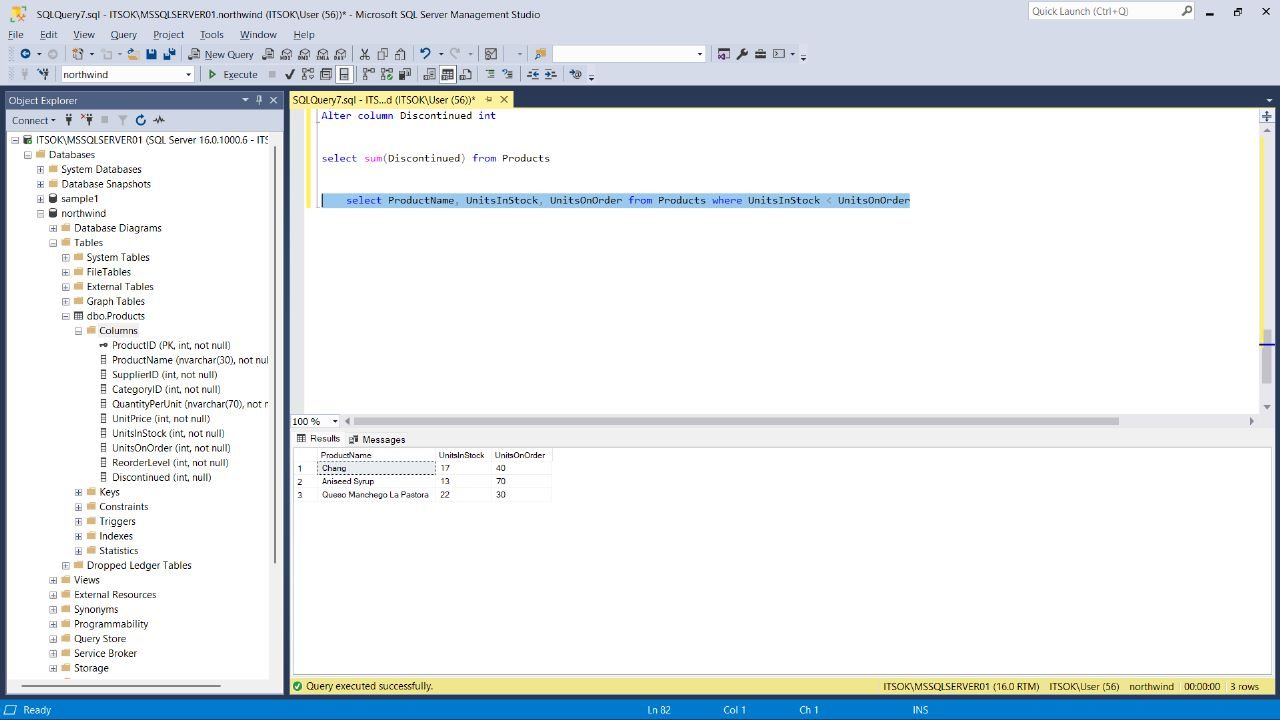 SQLQuery7.sql - ITSOK\MSSQLSERVER01.northwind (ITSOK\User (56))* - Microsoft SQL Server Management Studio
Quick Launch (Ctrl+Q)
File Edit View Query Project Tools Window Help
New Query
northwind Execute
Object Explorer
SQLQuery7.sql - ITS...d (ITSOK\User (56))*
Connect
ITSOK\MSSQLSERVER01 (SQL Server 16.0.1000.6 - ITS
Databases
System Databases
Database Snapshots
sample1
northwind
Database Diagrams
Tables
System Tables
FileTables
External Tables
Graph Tables
dbo.Products
Columns
ProductID (PK, int, not null)
ProductName (nvarchar(30), not nul
SupplierID (int, not null)
CategoryID (int, not null)
QuantityPerUnit (nvarchar(70), not r
UnitPrice (int, not null)
UnitsInStock (int, not null)
UnitsOnOrder (int, not null)
ReorderLevel (int, not null)
Discontinued (int, null)
Keys
Constraints
Triggers
Indexes
Statistics
Dropped Ledger Tables
Views
External Resources
Synonyms
Programmability
Query Store
Service Broker
Storage
Alter column Discontinued int
select sum(Discontinued) from Products
select ProductName, UnitsInStock, UnitsOnOrder from Products where UnitsInStock < UnitsOnOrder
100 %
Results Messages
ProductName UnitsInStock UnitsOnOrder
1 Chang 17 40
2 Aniseed Syrup 13 70
3 Queso Manchego La Pastora 22 30
Query executed successfully. ITSOK\MSSQLSERVER01 (16.0 RTM) ITSOK\User (56) northwind 00:00:00 3 rows
Ready Ln 82 Col 1 Ch 1 INS